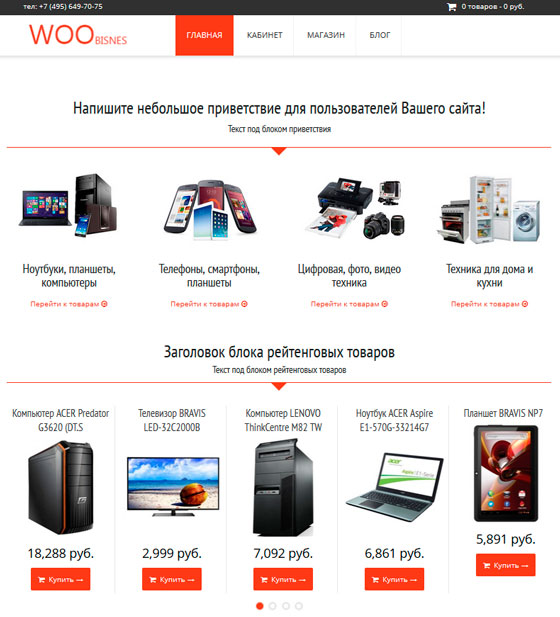 тел: +7 (495) 649-70-75
0 товаров - 0 руб.
WOO BISNES
ГЛАВНАЯ
КАБИНЕТ
МАГАЗИН
БЛОГ
Напишите небольшое приветствие для пользователей Вашего сайта!
Текст под блоком приветствия
Ноутбуки, планшеты,
компьютеры
Перейти к товарам
Телефоны, смартфоны,
планшеты
Перейти к товарам
Цифровая, фото, видео
техника
Перейти к товарам
Техника для дома и
кухни
Перейти к товарам
Заголовок блока рейтенговых товаров
Текст под блоком рейтенговых товаров
Компьютер ACER Predator
G3620 (DT.S
18,288 руб.
Купить →
Телевизор BRAVIS
LED-32C2000B
2,999 руб.
Купить →
Компьютер LENOVO
ThinkCentre M82 TW
7,092 руб.
Купить →
Ноутбук ACER Aspire
E1-570G-33214G7
6,861 руб.
Купить →
Планшет BRAVIS NP7
5,891 руб.
Купить →